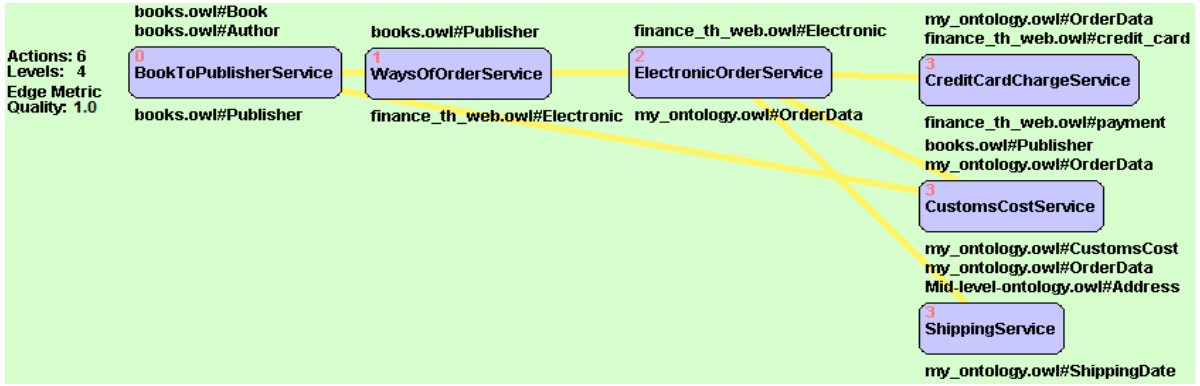 Actions: 6
Levels: 4
Edge Metric
Quality: 1.0
books.owl#Book
books.owl#Author
0
BookToPublisherService
books.owl#Publisher
books.owl#Publisher
1
WaysOfOrderService
finance_th_web.owl#Electronic
finance_th_web.owl#Electronic
2
ElectronicOrderService
my_ontology.owl#OrderData
my_ontology.owl#OrderData
finance_th_web.owl#credit_card
3
CreditCardChargeService
finance_th_web.owl#payment
books.owl#Publisher
my_ontology.owl#OrderData
3
CustomsCostService
my_ontology.owl#CustomsCost
my_ontology.owl#OrderData
Mid-level-ontology.owl#Address
3
ShippingService
my_ontology.owl#ShippingDate